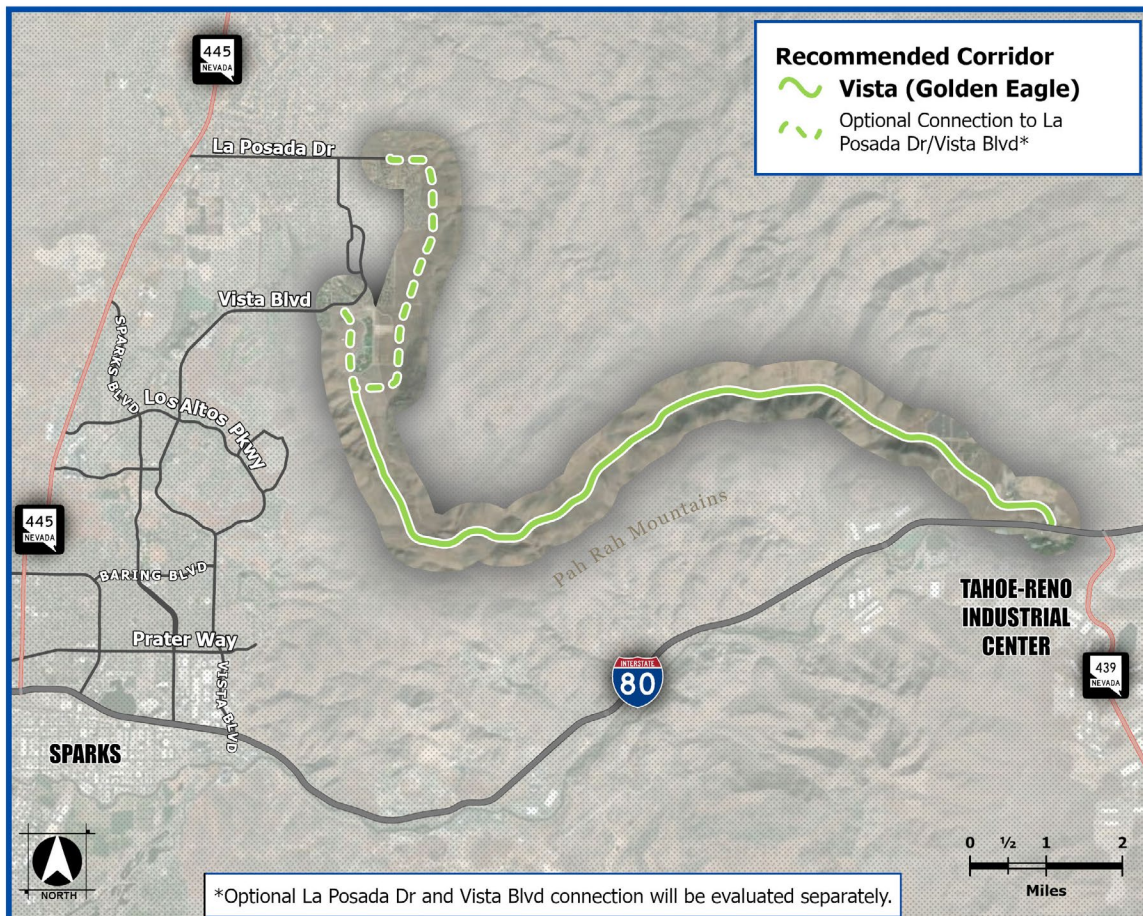 445
NEVADA
Recommended Corridor
Vista (Golden Eagle)
Optional Connection to La
Posada Dr/Vista Blvd*
La Posada Dr
Vista Blvd
SPARKS BLVD
Los Altos Pkwy
445
NEVADA
Pah Rah Mountains
BARING BLVD
TAHOE-RENO
INDUSTRIAL
CENTER
Prater Way
VISTA BLVD
INTERSTATE
80
439
NEVADA
SPARKS
NORTH
0 ½ 1 2
Miles
*Optional La Posada Dr and Vista Blvd connection will be evaluated separately.